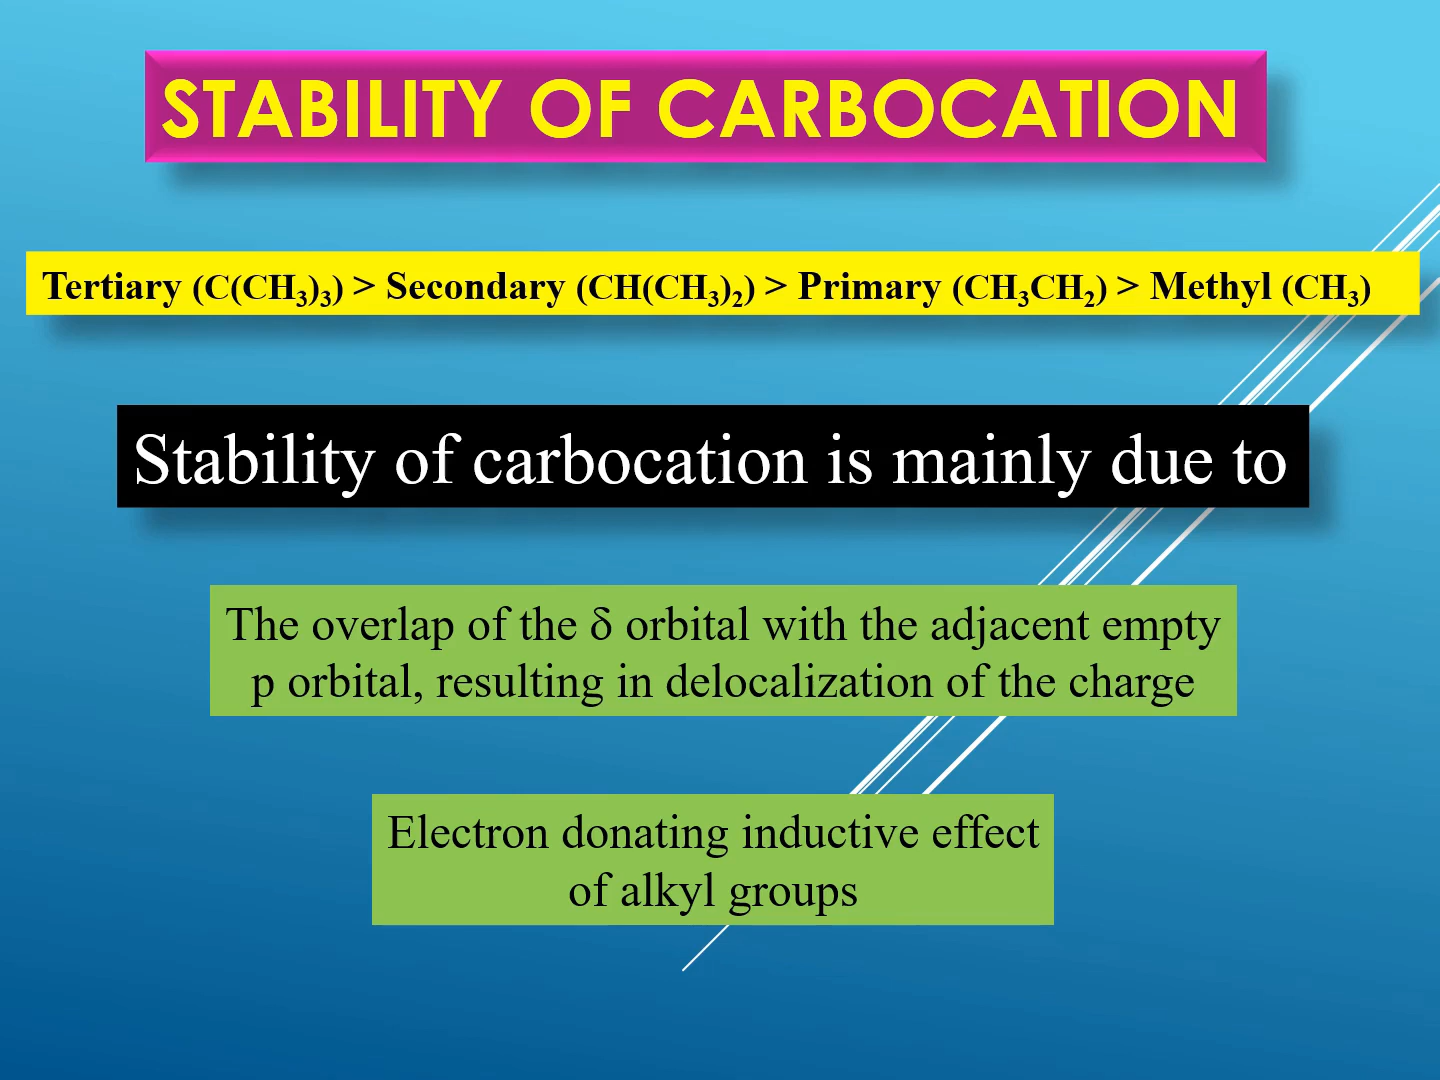 STABILITY OF CARBOCATION
Tertiary (C(CH₃)₃) > Secondary (CH(CH₃)₂) > Primary (CH₃CH₂) > Methyl (CH₃)
Stability of carbocation is mainly due to
The overlap of the δ orbital with the adjacent empty
p orbital, resulting in delocalization of the charge
Electron donating inductive effect
of alkyl groups